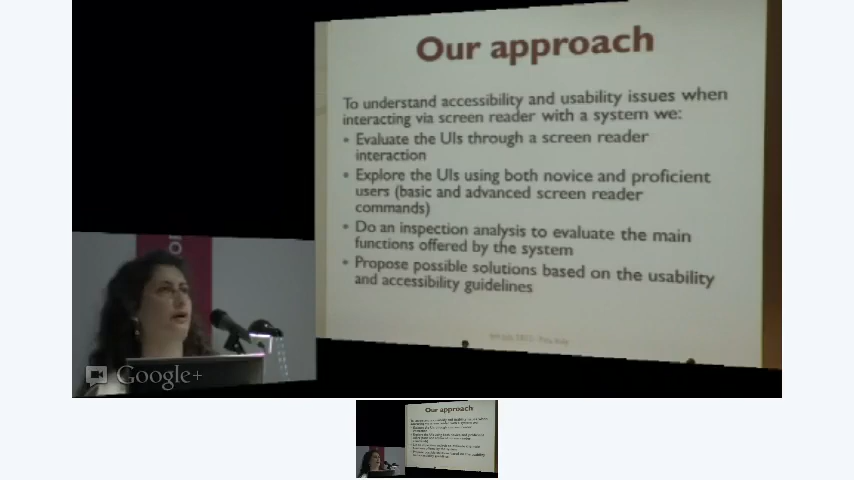 Our approach
To understand accessibility and usability issues when
interacting via screen reader with a system we:
• Evaluate the UIs through a screen reader
interaction
• Explore the UIs using both novice and proficient
users (basic and advanced screen reader
commands)
• Do an inspection analysis to evaluate the main
functions offered by the system
• Propose possible solutions based on the usability
and accessibility guidelines
Google+
Our approach